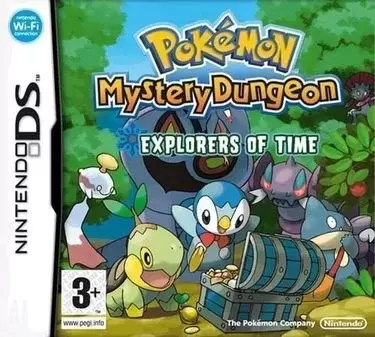 Nintendo
Wi-Fi
connection
NINTENDO DS™
POKéMON
Mystery Dungeon
EXPLORERS OF TIME
3+
www.pegi.info
The Pokémon Company
Nintendo